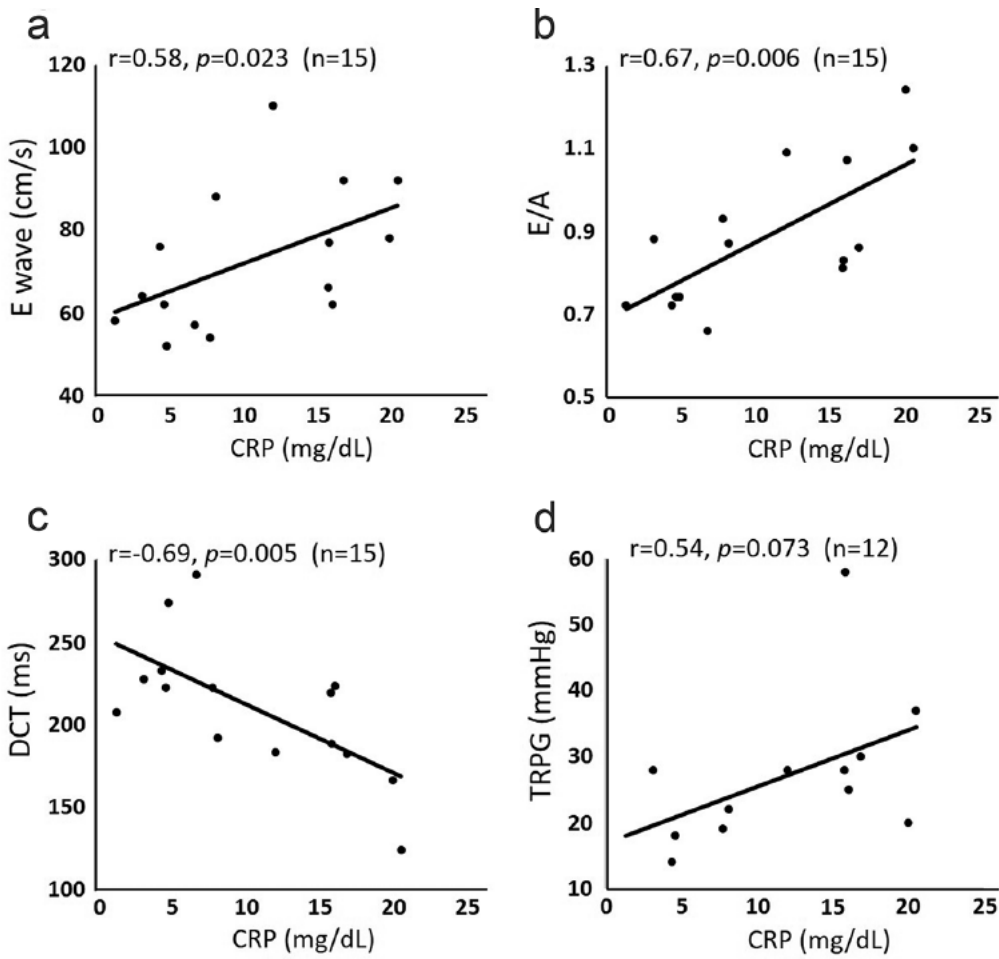 a
r=0.58, p=0.023 (n=15)
E wave (cm/s)
120
100
80
60
40
0 5 10 15 20 25
CRP (mg/dL)
b
r=0.67, p=0.006 (n=15)
E/A
1.3
1.1
0.9
0.7
0.5
0 5 10 15 20 25
CRP (mg/dL)
c
r=-0.69, p=0.005 (n=15)
DCT (ms)
300
250
200
150
100
0 5 10 15 20 25
CRP (mg/dL)
d
r=0.54, p=0.073 (n=12)
TRPG (mmHg)
60
50
40
30
20
10
0 5 10 15 20 25
CRP (mg/dL)